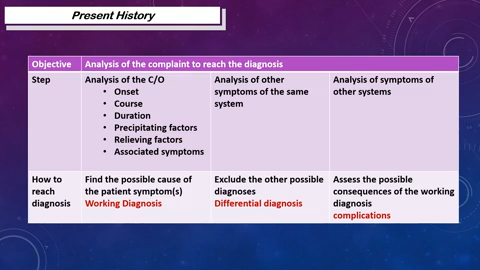 Present History
Objective
Analysis of the complaint to reach the diagnosis
Step
Analysis of the C/O
• Onset
• Course
• Duration
• Precipitating factors
• Relieving factors
• Associated symptoms
Analysis of other
symptoms of the same
system
Analysis of symptoms of
other systems
How to
reach
diagnosis
Find the possible cause of
the patient symptom(s)
Working Diagnosis
Exclude the other possible
diagnoses
Differential diagnosis
Assess the possible
consequences of the working
diagnosis
complications